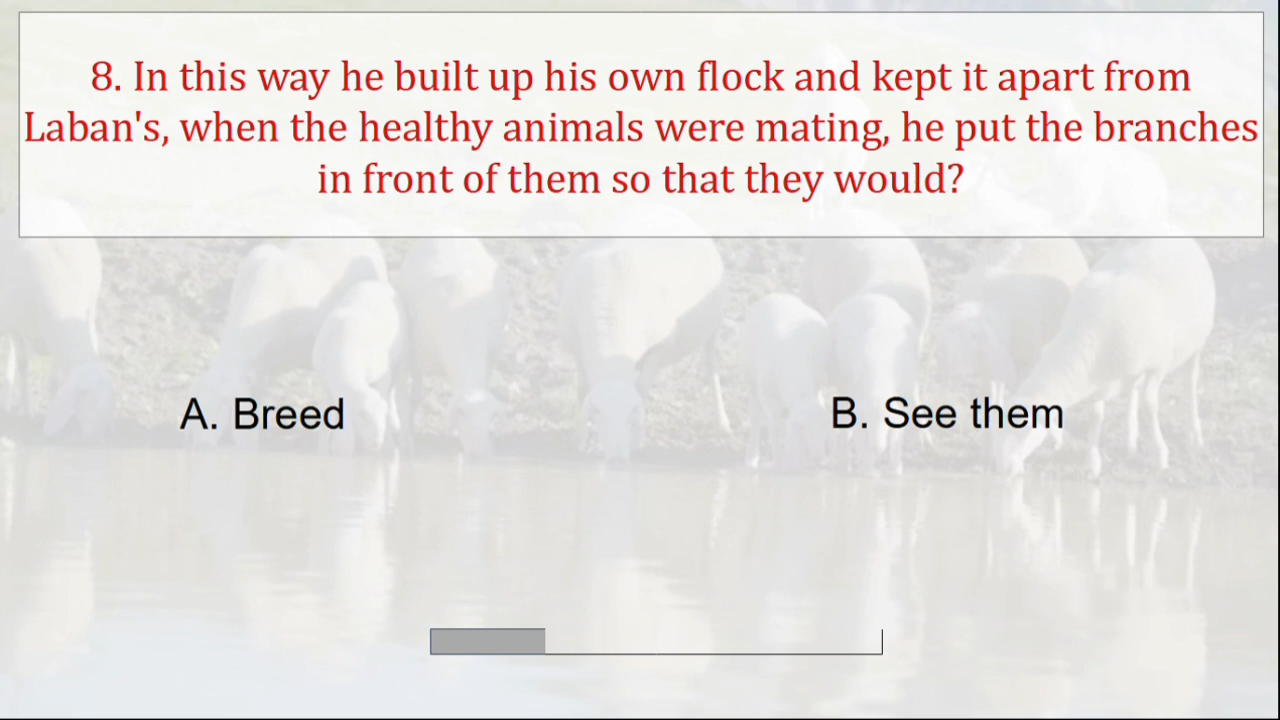 8. In this way he built up his own flock and kept it apart from
Laban's, when the healthy animals were mating, he put the branches
in front of them so that they would?
A. Breed
B. See them